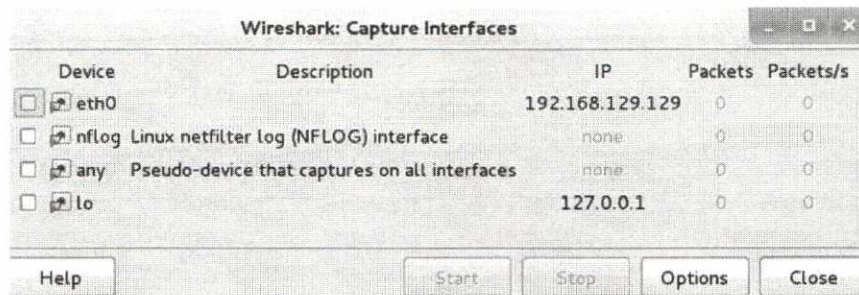 Wireshark: Capture Interfaces
Device Description IP Packets Packets/s
eth0 192.168.129.129 0 0
nflog Linux netfilter log (NFLOG) interface none 0 0
any Pseudo-device that captures on all interfaces none 0 0
lo 127.0.0.1 0 0
Help Start Stop Options Close